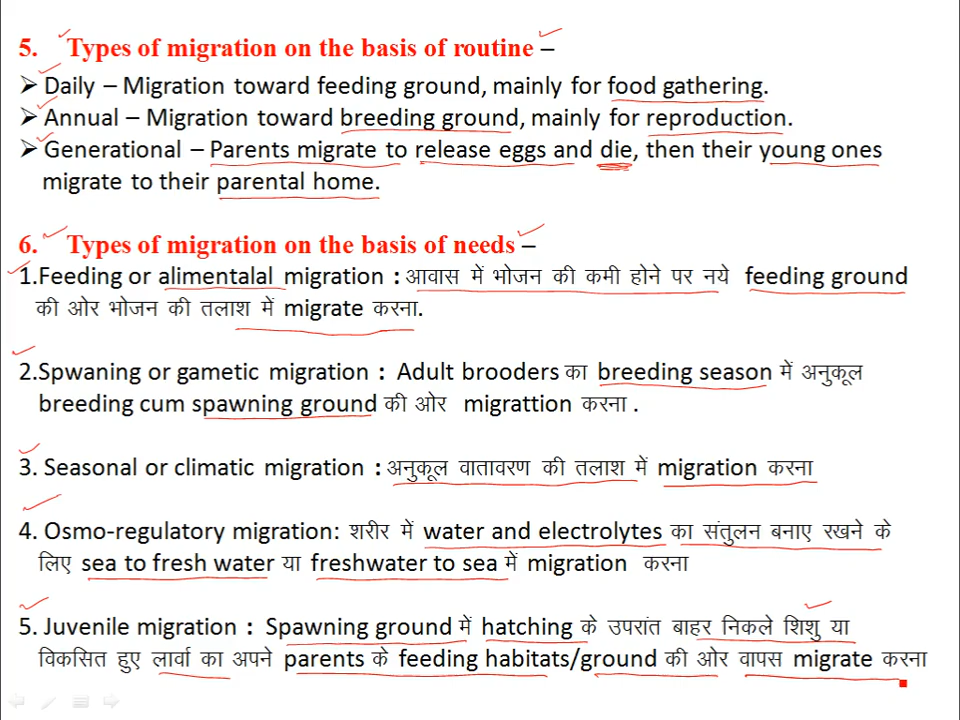 5. Types of migration on the basis of routine –
➢ Daily – Migration toward feeding ground, mainly for food gathering.
➢ Annual – Migration toward breeding ground, mainly for reproduction.
➢ Generational – Parents migrate to release eggs and die, then their young ones
migrate to their parental home.
6. Types of migration on the basis of needs –
1.Feeding or alimentalal migration : आवास में भोजन की कमी होने पर नये feeding ground
की ओर भोजन की तलाश में migrate करना.
2.Spwaning or gametic migration : Adult brooders का breeding season में अनुकूल
breeding cum spawning ground की ओर migrattion करना .
3. Seasonal or climatic migration : अनुकूल वातावरण की तलाश में migration करना
4. Osmo-regulatory migration: शरीर में water and electrolytes का संतुलन बनाए रखने के
लिए sea to fresh water या freshwater to sea में migration करना
5. Juvenile migration : Spawning ground में hatching के उपरांत बाहर निकले शिशु या
विकसित हुए लार्वा का अपने parents के feeding habitats/ground की ओर वापस migrate करना